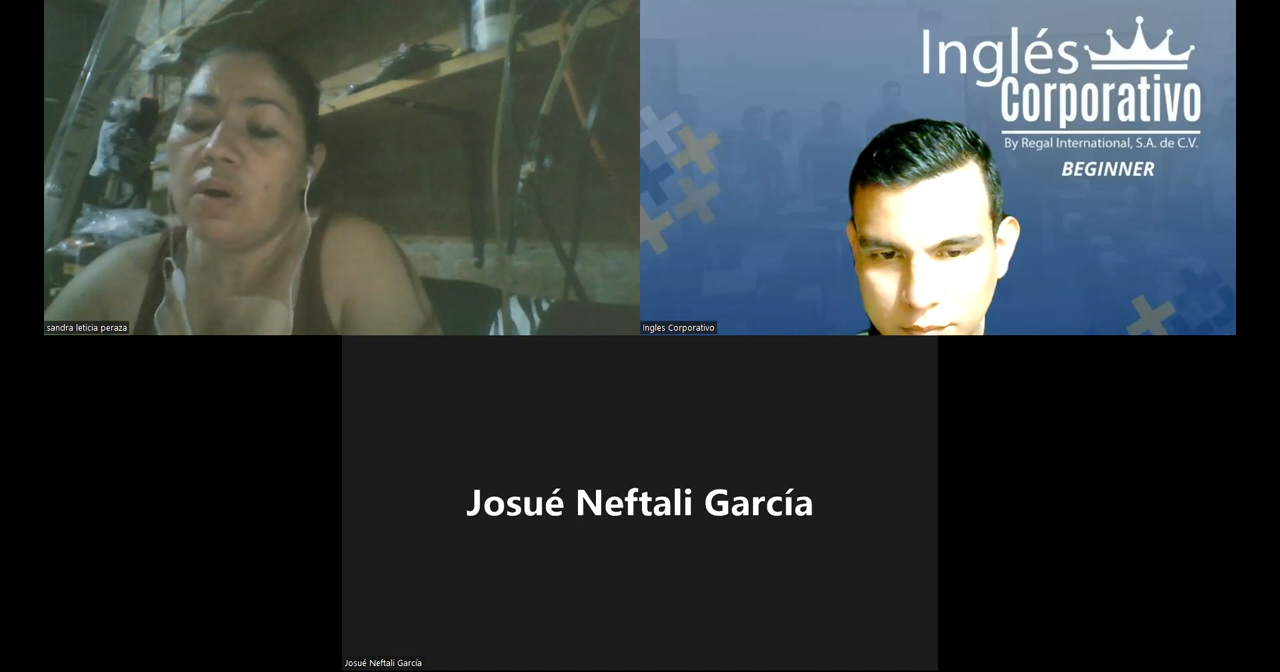 Inglés
Corporativo
By Regal International, S.A. de C.V.
BEGINNER
sandra leticia peraza
Ingles Corporativo
Josué Neftali García
Josué Neftali García